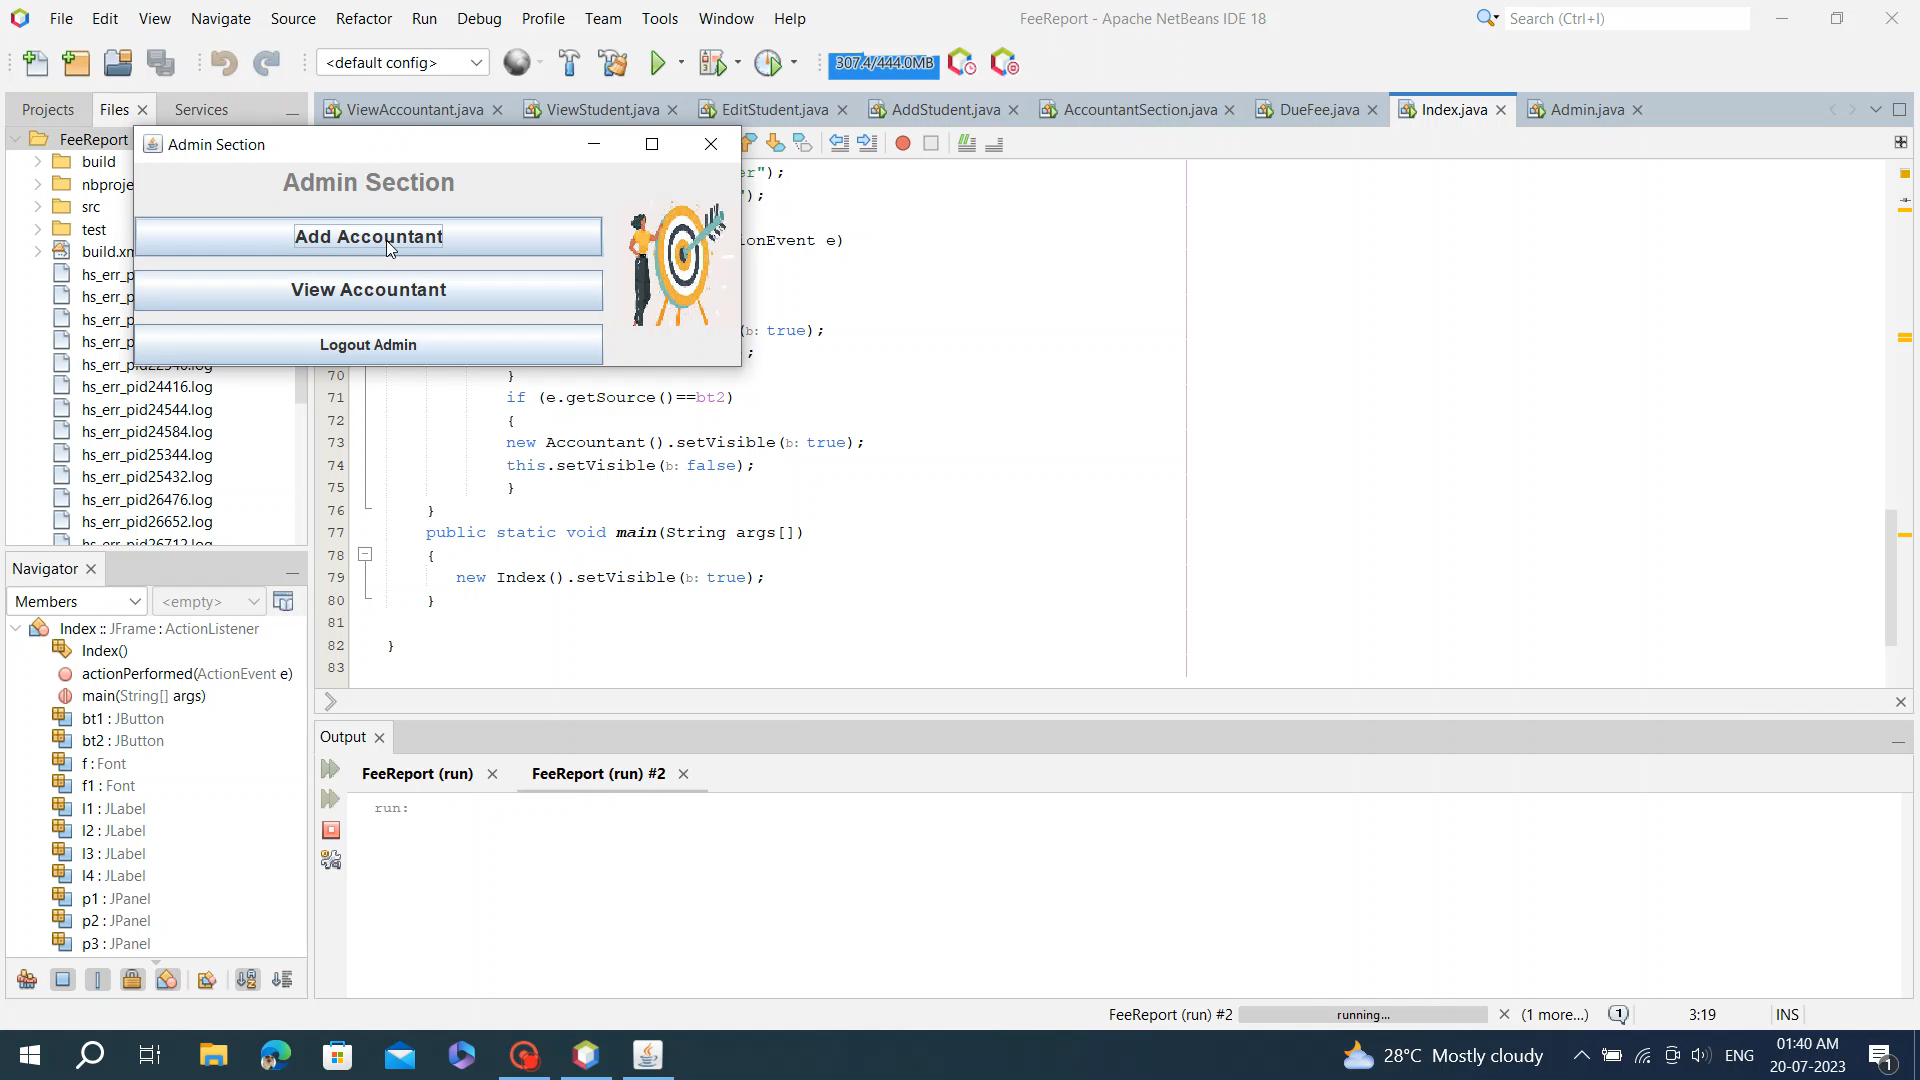 File Edit View Navigate Source Refactor Run Debug Profile Team Tools Window Help
FeeReport - Apache NetBeans IDE 18
Search (Ctrl+I)
<default config>
307.4/444.0MB
Projects Files Services
ViewAccountant.java ViewStudent.java EditStudent.java AddStudent.java AccountantSection.java DueFee.java Index.java Admin.java
FeeReport
build
nbproje
src
test
build.xm
hs_err_p
hs_err_p
hs_err_p
hs_err_p
hs_err_pid24416.log
hs_err_pid24544.log
hs_err_pid24584.log
hs_err_pid25344.log
hs_err_pid25432.log
hs_err_pid26476.log
hs_err_pid26652.log
hs_err_pid26712.log
Admin Section
Admin Section
Add Accountant
View Accountant
Logout Admin
er");
");
ionEvent e)
(b: true);
;
70 }
71 if (e.getSource()==bt2)
72 {
73 new Accountant().setVisible(b: true);
74 this.setVisible(b: false);
75 }
76 }
77 public static void main(String args[])
78 {
79 new Index().setVisible(b: true);
80 }
81
82 }
83
Navigator
Members <empty>
Index :: JFrame : ActionListener
Index()
actionPerformed(ActionEvent e)
main(String[] args)
bt1 : JButton
bt2 : JButton
f : Font
f1 : Font
l1 : JLabel
l2 : JLabel
l3 : JLabel
l4 : JLabel
p1 : JPanel
p2 : JPanel
p3 : JPanel
Output
FeeReport (run) FeeReport (run) #2
run:
FeeReport (run) #2 running... (1 more...) 1 3:19 INS
28°C Mostly cloudy
ENG
01:40 AM
20-07-2023
1